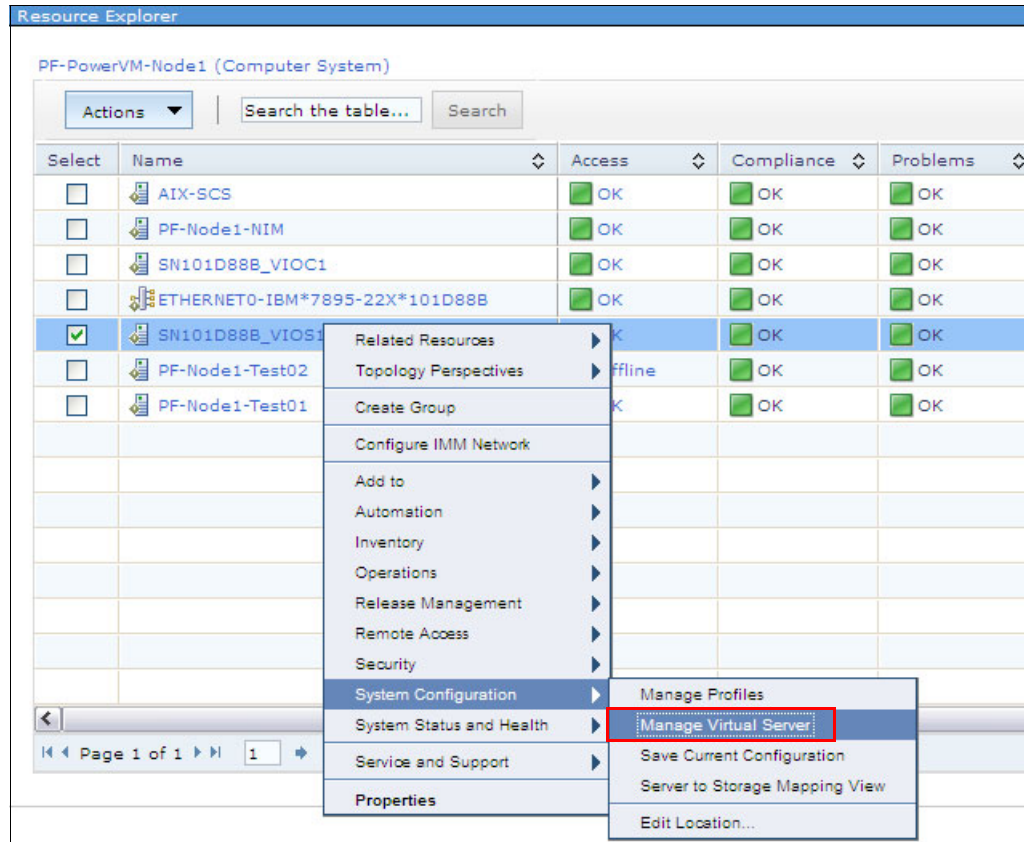 Resource Explorer
PF-PowerVM-Node1 (Computer System)
Actions Search the table... Search
Select Name Access Compliance Problems
AIX-SCS OK OK OK
PF-Node1-NIM OK OK OK
SN101D88B_VIOC1 OK OK OK
ETHERNET0-IBM*7895-22X*101D88B OK OK OK
SN101D88B_VIOS1 K OK OK
PF-Node1-Test02 ffline OK OK
PF-Node1-Test01 K OK OK
Related Resources
Topology Perspectives
Create Group
Configure IMM Network
Add to
Automation
Inventory
Operations
Release Management
Remote Access
Security
System Configuration
System Status and Health
Service and Support
Properties
Manage Profiles
Manage Virtual Server
Save Current Configuration
Server to Storage Mapping View
Edit Location...
Page 1 of 1 1